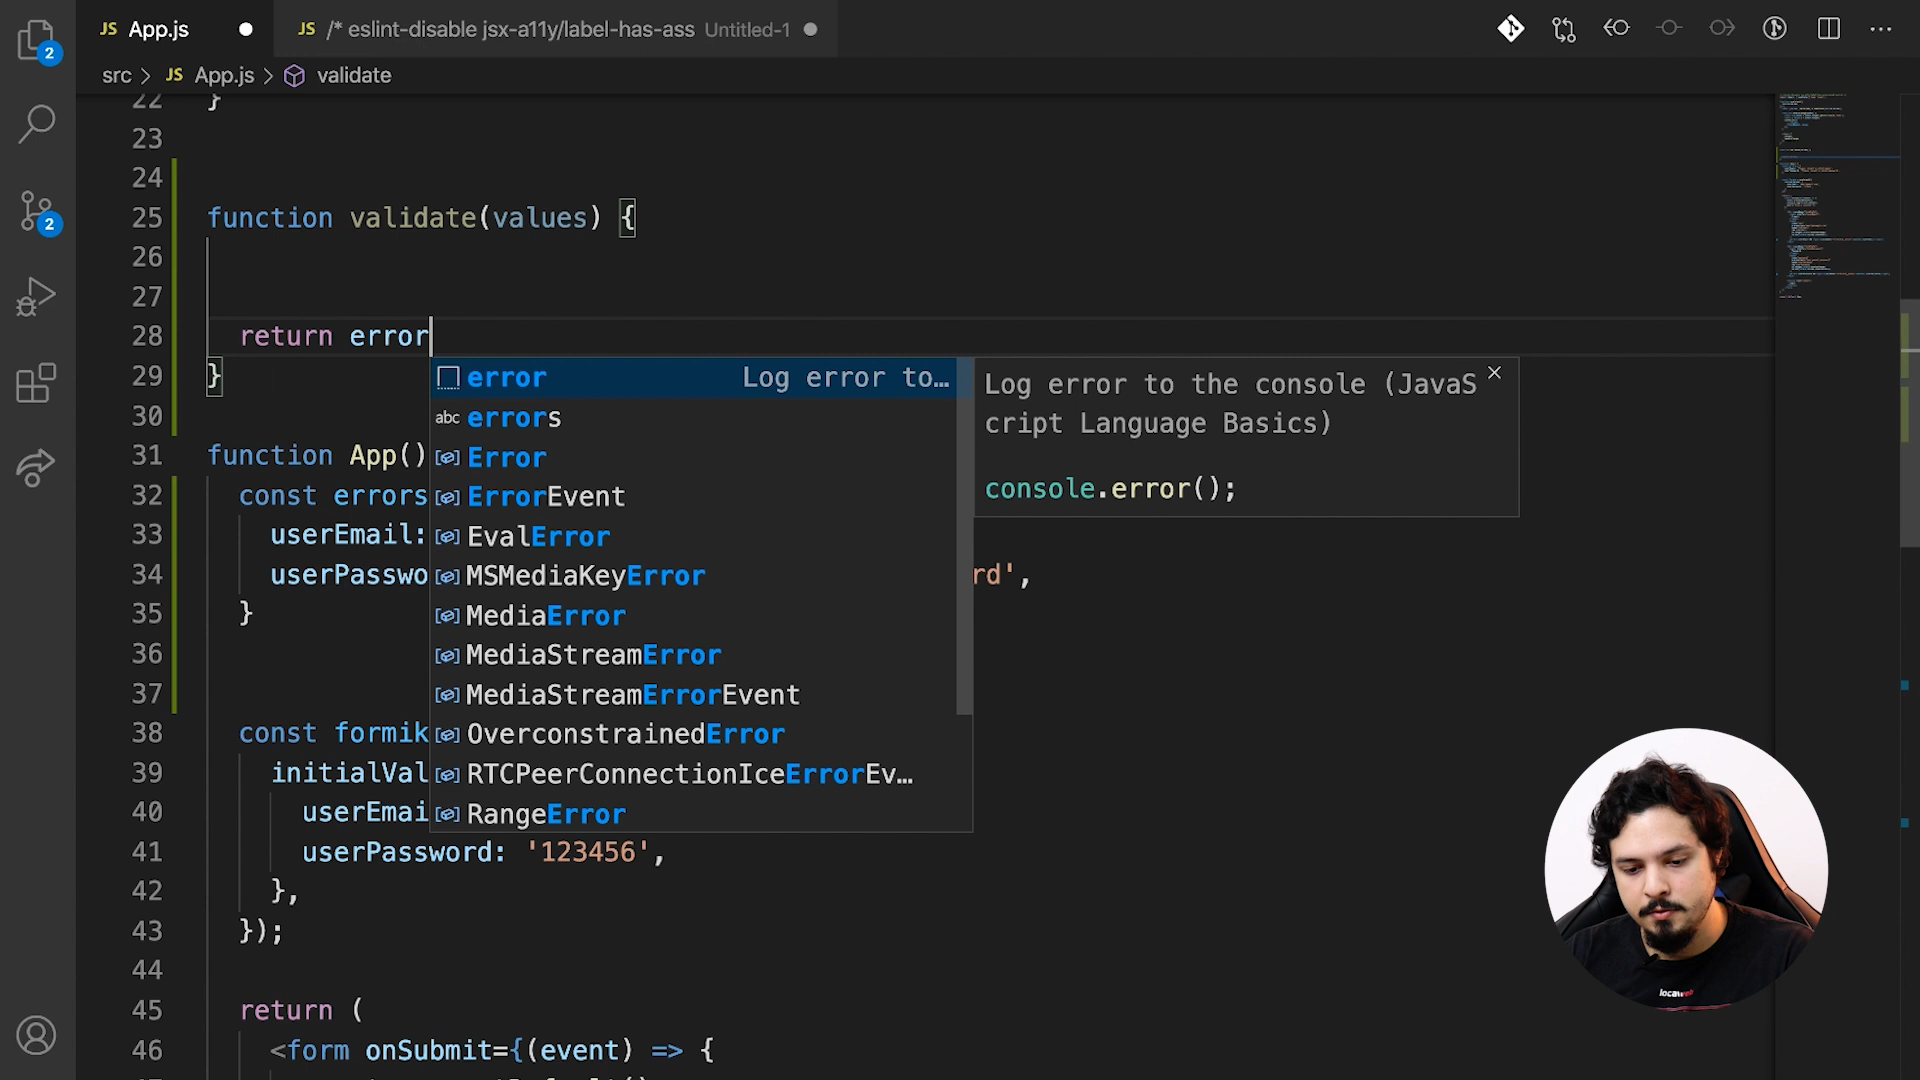 2
JS App.js
JS /* eslint-disable jsx-a11y/label-has-ass Untitled-1
src > JS App.js > validate
22 }
23
24
25 function validate(values) {
2
26
27
28 return error
29 }
30
31 function App()
32 const errors
33 userEmail:
34 userPasswo rd',
35 }
36
37
38 const formik
39 initialVal
40 userEmai
41 userPassword: '123456',
42 },
43 });
44
45 return (
46 <form onSubmit={(event) => {
error Log error to…
errors
Error
ErrorEvent
EvalError
MSMediaKeyError
MediaError
MediaStreamError
MediaStreamErrorEvent
OverconstrainedError
RTCPeerConnectionIceErrorEv…
RangeError
Log error to the console (JavaS
cript Language Basics)
console.error();
locaweb